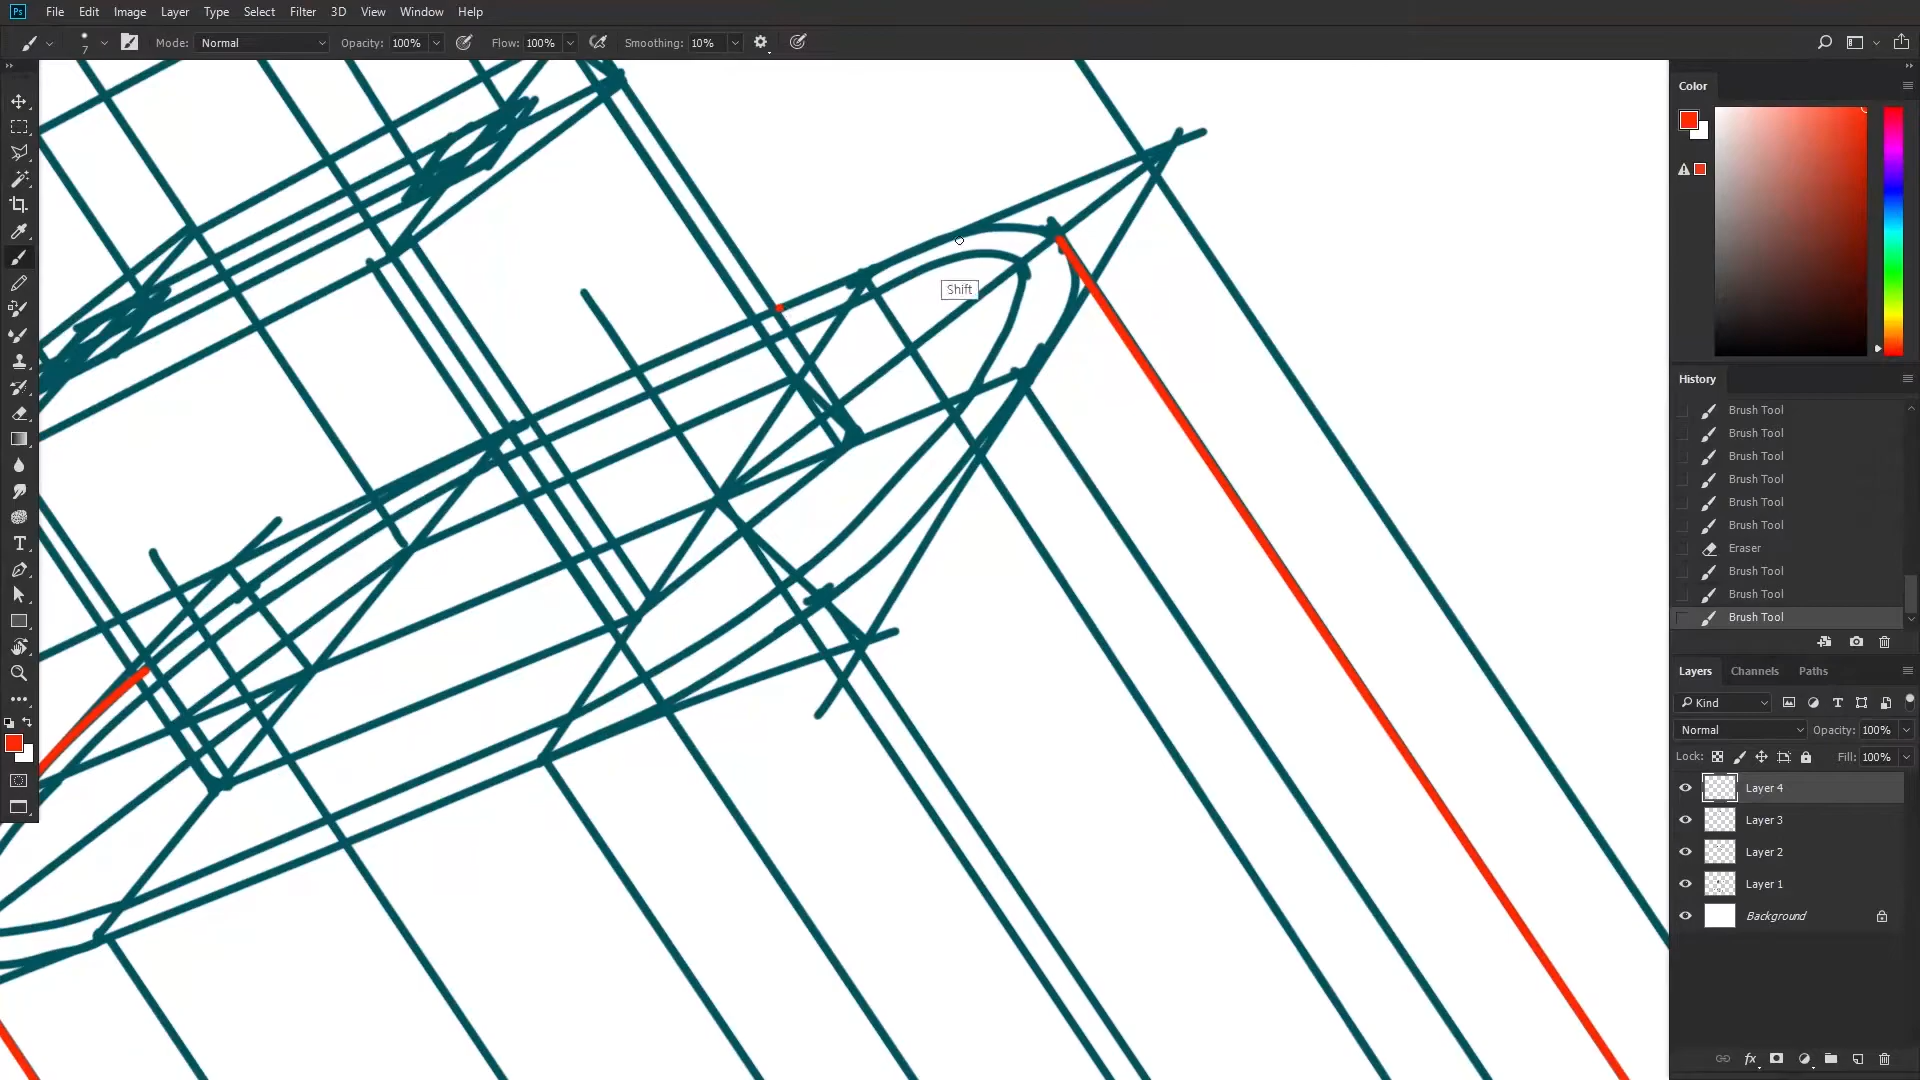 Ps File Edit Image Layer Type Select Filter 3D View Window Help
7 Mode: Normal Opacity: 100% Flow: 100% Smoothing: 10%
Color
Shift
History
Brush Tool
Brush Tool
Brush Tool
Brush Tool
Brush Tool
Brush Tool
Eraser
Brush Tool
Brush Tool
Brush Tool
Layers Channels Paths
Kind
Normal Opacity: 100%
Lock: Fill: 100%
Layer 4
Layer 3
Layer 2
Layer 1
Background
fx